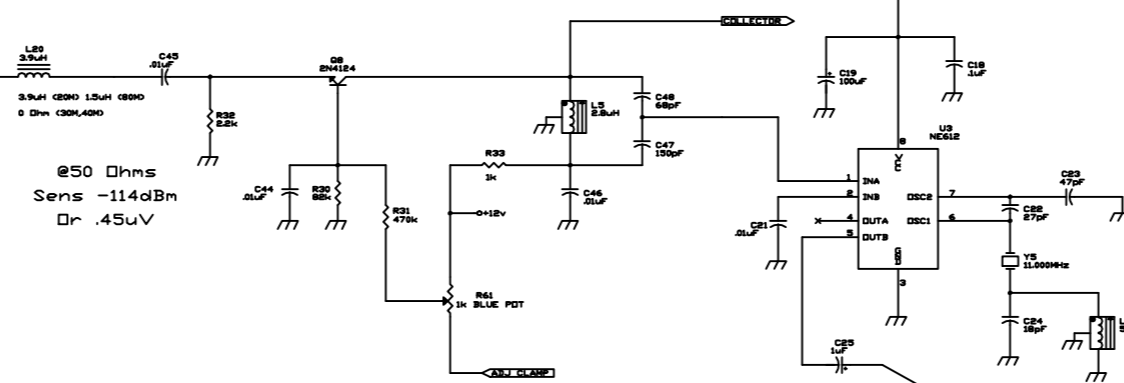 COLLECTOR
L20
3.9uH
C45
.01uF
Q8
2N4124
3.9uH <20M> 1.5uH <80M>
0 Ohm <30M,40M>
R32
2.2k
@50 Ohms
Sens -114dBm
Or .45uV
C44
.01uF
R30
82k
R31
470k
R33
1k
+12v
L5
2.8uH
C48
68pF
C47
150pF
C46
.01uF
R61
1k BLUE POT
ADJ CLAMP
C19
100uF
C18
.1uF
U3
NE612
8
VCC
1
INA
2
INB
4
OUTA
5
OUTB
OSC2
7
OSC1
6
3
C21
.01uF
C23
47pF
C22
27pF
Y5
11.000MHz
C24
18pF
C25
1uF